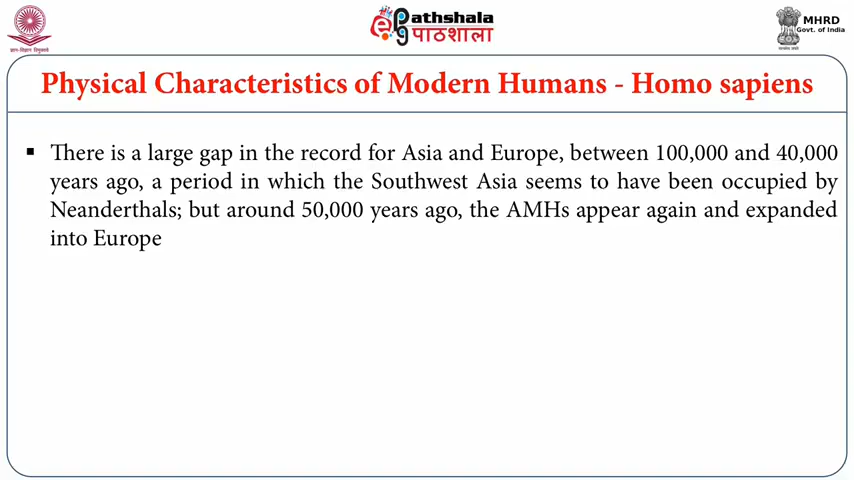 ePathshala
पाठशाला
MHRD
Govt. of India
Physical Characteristics of Modern Humans - Homo sapiens
▪ There is a large gap in the record for Asia and Europe, between 100,000 and 40,000
years ago, a period in which the Southwest Asia seems to have been occupied by
Neanderthals; but around 50,000 years ago, the AMHs appear again and expanded
into Europe